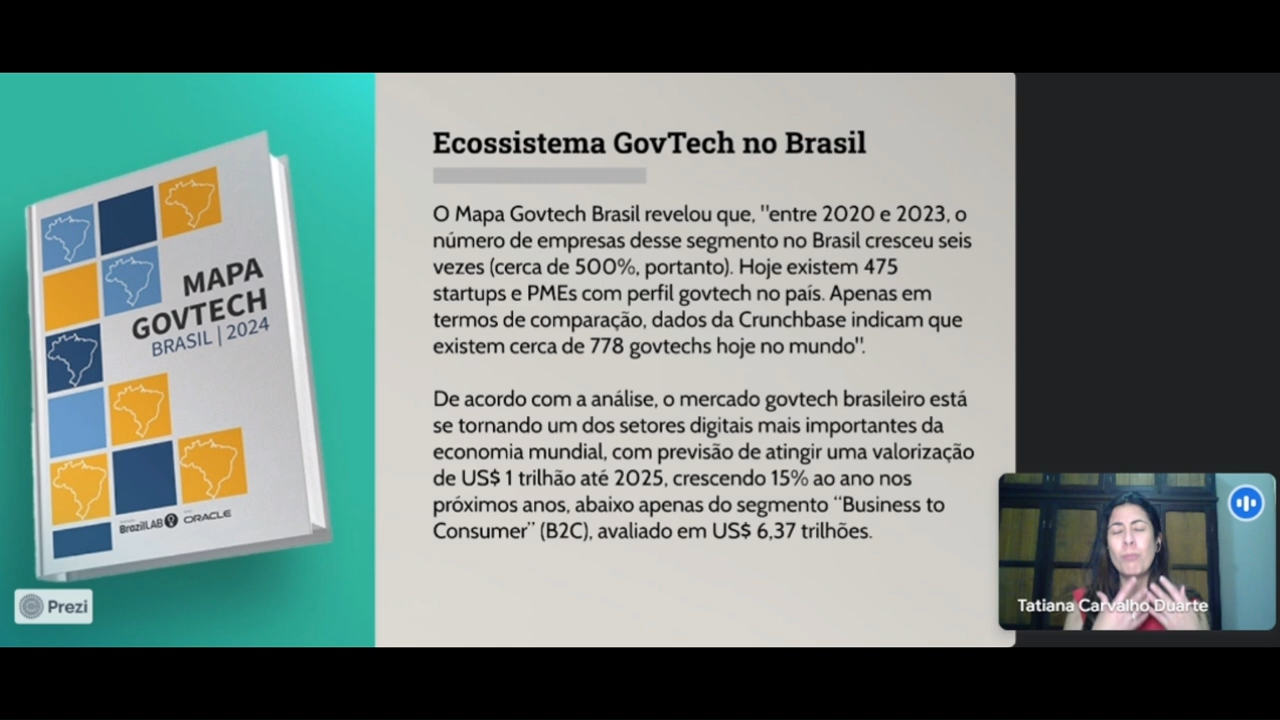 Ecossistema GovTech no Brasil
O Mapa Govtech Brasil revelou que, "entre 2020 e 2023, o
número de empresas desse segmento no Brasil cresceu seis
vezes (cerca de 500%, portanto). Hoje existem 475
startups e PMEs com perfil govtech no país. Apenas em
termos de comparação, dados da Crunchbase indicam que
existem cerca de 778 govtechs hoje no mundo".
De acordo com a análise, o mercado govtech brasileiro está
se tornando um dos setores digitais mais importantes da
economia mundial, com previsão de atingir uma valorização
de US$ 1 trilhão até 2025, crescendo 15% ao ano nos
próximos anos, abaixo apenas do segmento “Business to
Consumer” (B2C), avaliado em US$ 6,37 trilhões.
MAPA
GOVTECH
BRASIL | 2024
BrazilLAB
ORACLE
Prezi
Tatiana Carvalho Duarte